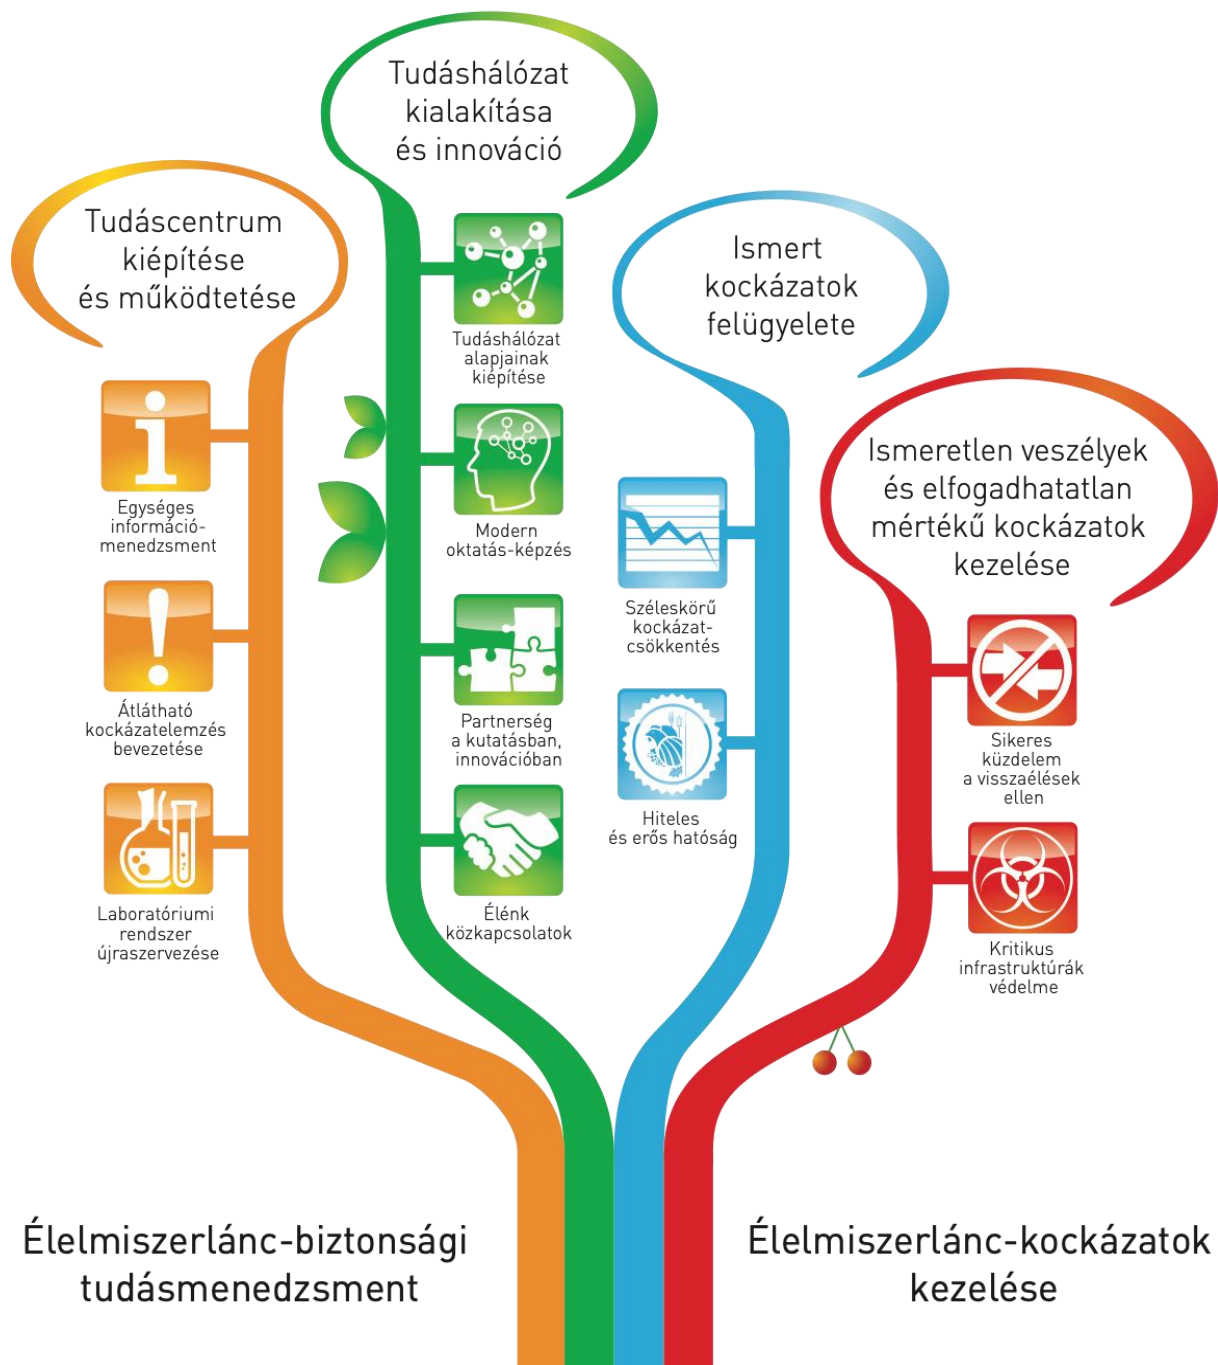 Tudáshálózat
kialakítása
és innováció
Tudáscentrum
kiépítése
és működtetése
Ismert
kockázatok
felügyelete
Ismeretlen veszélyek
és elfogadhatatlan
mértékű kockázatok
kezelése
Egységes
információ-
menedzsment
Átlátható
kockázatelemzés
bevezetése
Laboratóriumi
rendszer
újraszervezése
Tudáshálózat
alapjainak
kiépítése
Modern
oktatás-képzés
Partnerség
a kutatásban,
innovációban
Élénk
közkapcsolatok
Széleskörű
kockázat-
csökkentés
Hiteles
és erős hatóság
Sikeres
küzdelem
a visszaélések
ellen
Kritikus
infrastruktúrák
védelme
Élelmiszerlánc-biztonsági
tudásmenedzsment
Élelmiszerlánc-kockázatok
kezelése